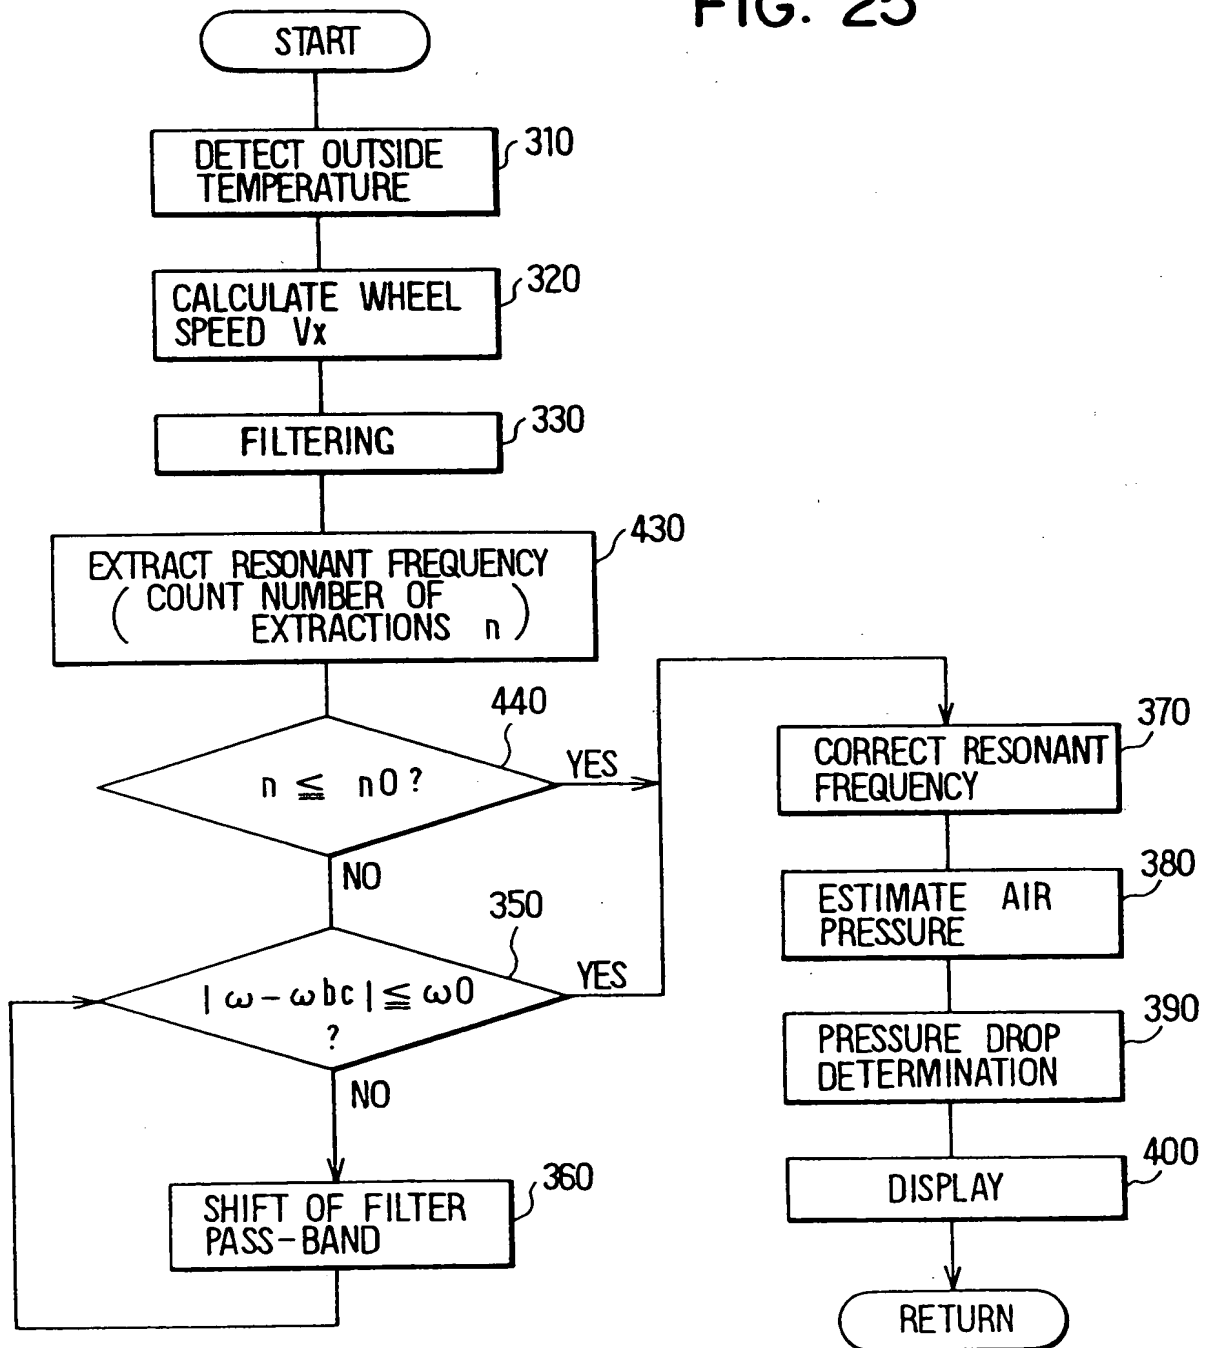 FIG. 25
START
310
DETECT OUTSIDE
TEMPERATURE
320
CALCULATE WHEEL
SPEED Vx
330
FILTERING
430
EXTRACT RESONANT FREQUENCY
( COUNT NUMBER OF
EXTRACTIONS n )
440
n ≦ n0 ?
YES
NO
350
| ω - ωbc | ≦ ω0
?
YES
NO
360
SHIFT OF FILTER
PASS-BAND
370
CORRECT RESONANT
FREQUENCY
380
ESTIMATE AIR
PRESSURE
390
PRESSURE DROP
DETERMINATION
400
DISPLAY
RETURN